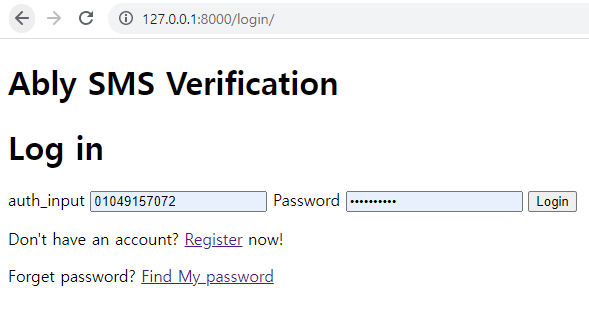 127.0.0.1:8000/login/
Ably SMS Verification
Log in
auth_input 01049157072 Password •••••••••• Login
Don't have an account? Register now!
Forget password? Find My password